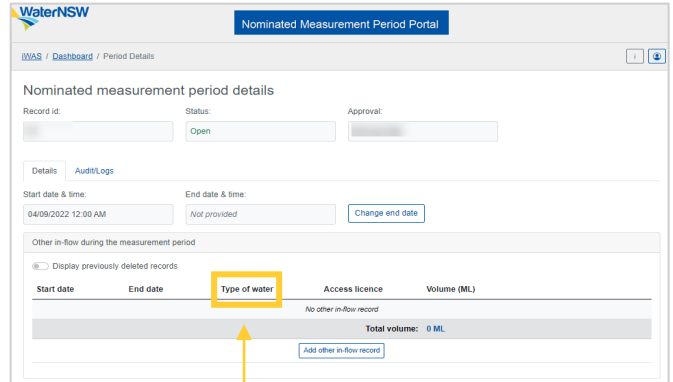 WaterNSW
Nominated Measurement Period Portal
iWAS / Dashboard / Period Details
i
Nominated measurement period details
Record id: Status: Approval:
Open
Details Audit/Logs
Start date & time: End date & time:
04/09/2022 12:00 AM Not provided Change end date
Other in-flow during the measurement period
Display previously deleted records
Start date End date Type of water Access licence Volume (ML)
No other in-flow record
Total volume: 0 ML
Add other in-flow record